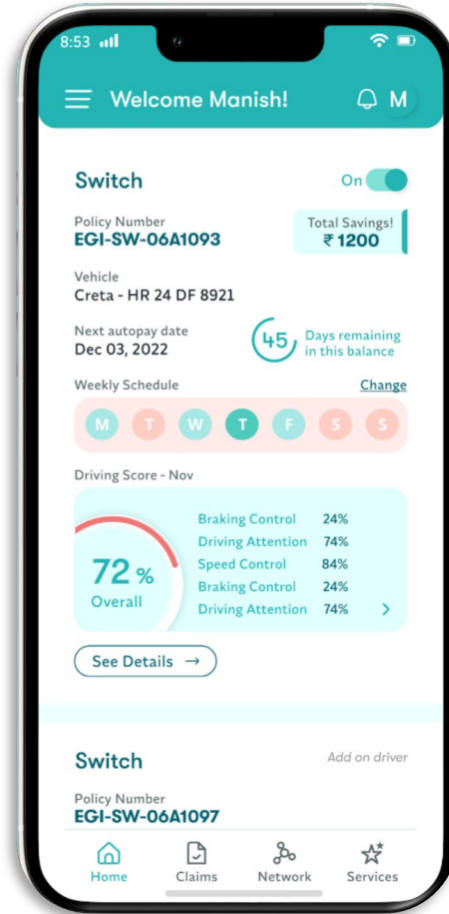 8:53
Welcome Manish!
M
Switch
On
Policy Number
EGI-SW-06A1093
Total Savings!
₹ 1200
Vehicle
Creta - HR 24 DF 8921
Next autopay date
Dec 03, 2022
45
Days remaining
in this balance
Weekly Schedule
Change
M T W T F S S
Driving Score - Nov
72 %
Overall
Braking Control 24%
Driving Attention 74%
Speed Control 84%
Braking Control 24%
Driving Attention 74%
See Details →
Switch
Add on driver
Policy Number
EGI-SW-06A1097
Home Claims Network Services